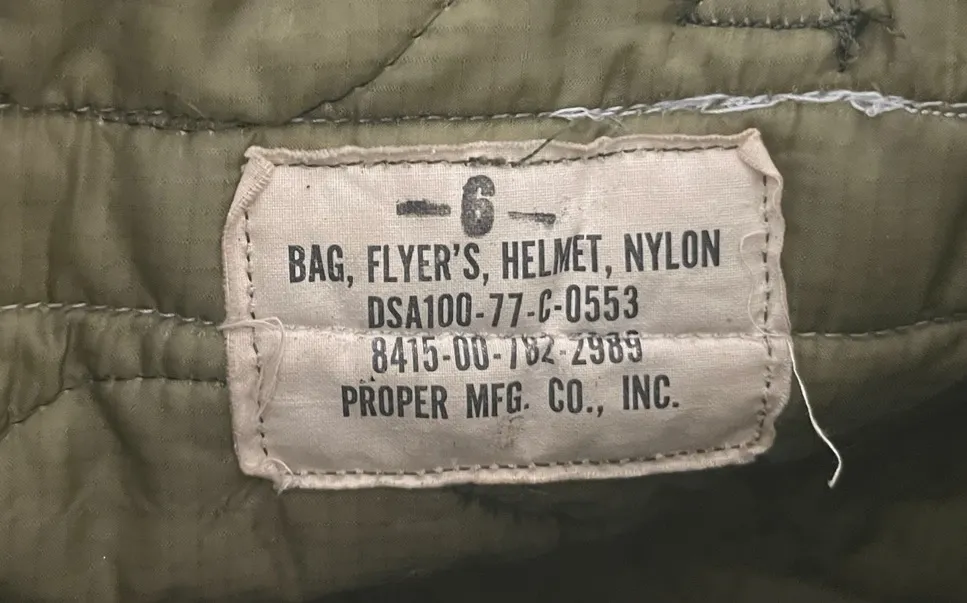 -6-
BAG, FLYER'S, HELMET, NYLON
DSA100-77-C-0553
8415-00-782-2989
PROPER MFG. CO., INC.